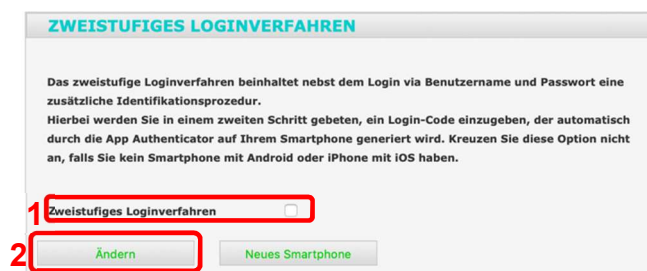 ZWEISTUFIGES LOGINVERFAHREN
Das zweistufige Loginverfahren beinhaltet nebst dem Login via Benutzername und Passwort eine
zusätzliche Identifikationsprozedur.
Hierbei werden Sie in einem zweiten Schritt gebeten, ein Login-Code einzugeben, der automatisch
durch die App Authenticator auf Ihrem Smartphone generiert wird. Kreuzen Sie diese Option nicht
an, falls Sie kein Smartphone mit Android oder iPhone mit iOS haben.
1 Zweistufiges Loginverfahren
2 Ändern Neues Smartphone